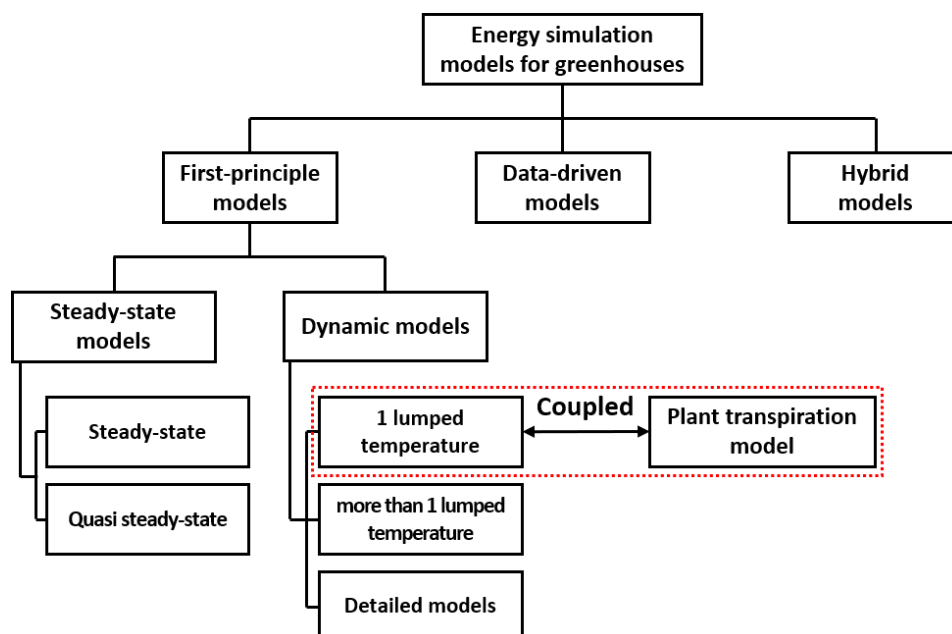 Energy simulation
models for greenhouses
First-principle
models
Data-driven
models
Hybrid
models
Steady-state
models
Dynamic models
Steady-state
Quasi steady-state
1 lumped
temperature
Coupled
Plant transpiration
model
more than 1 lumped
temperature
Detailed models